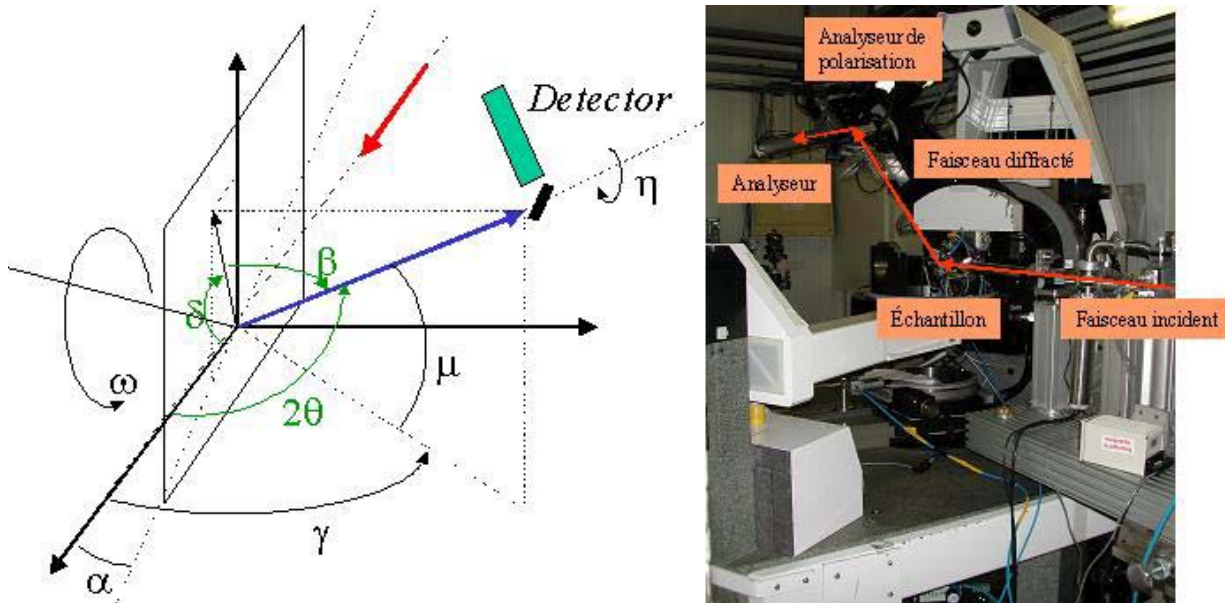 Detector
η
β
δ
μ
ω
2θ
γ
α
Analyseur de
polarisation
Faisceau diffracté
Analyseur
Échantillon
Faisceau incident